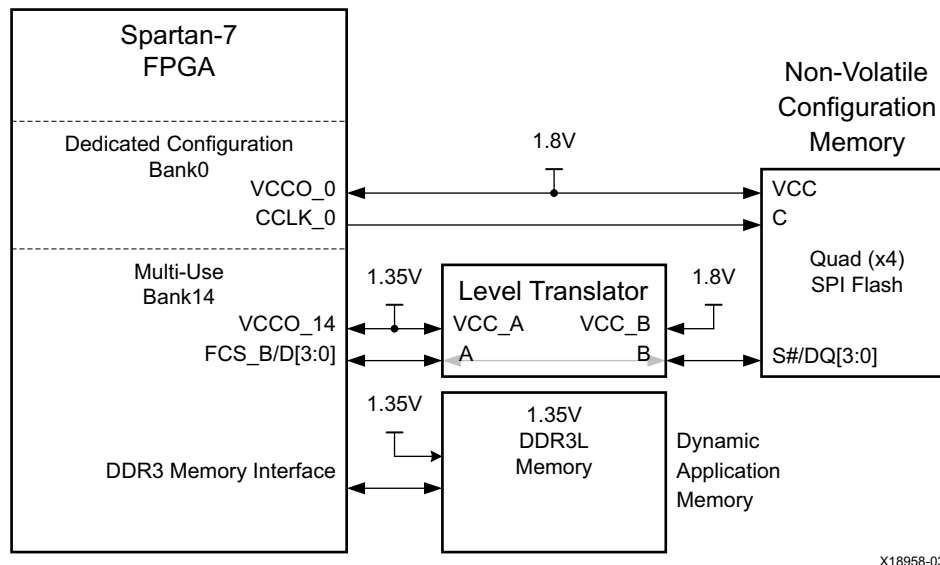 Spartan-7
FPGA
Dedicated Configuration
Bank0
VCCO_0
CCLK_0
Multi-Use
Bank14
VCCO_14
FCS_B/D[3:0]
DDR3 Memory Interface
1.8V
1.35V
Level Translator
VCC_A VCC_B
A B
1.8V
1.35V
1.35V
DDR3L
Memory
Dynamic
Application
Memory
Non-Volatile
Configuration
Memory
VCC
C
Quad (x4)
SPI Flash
S#/DQ[3:0]